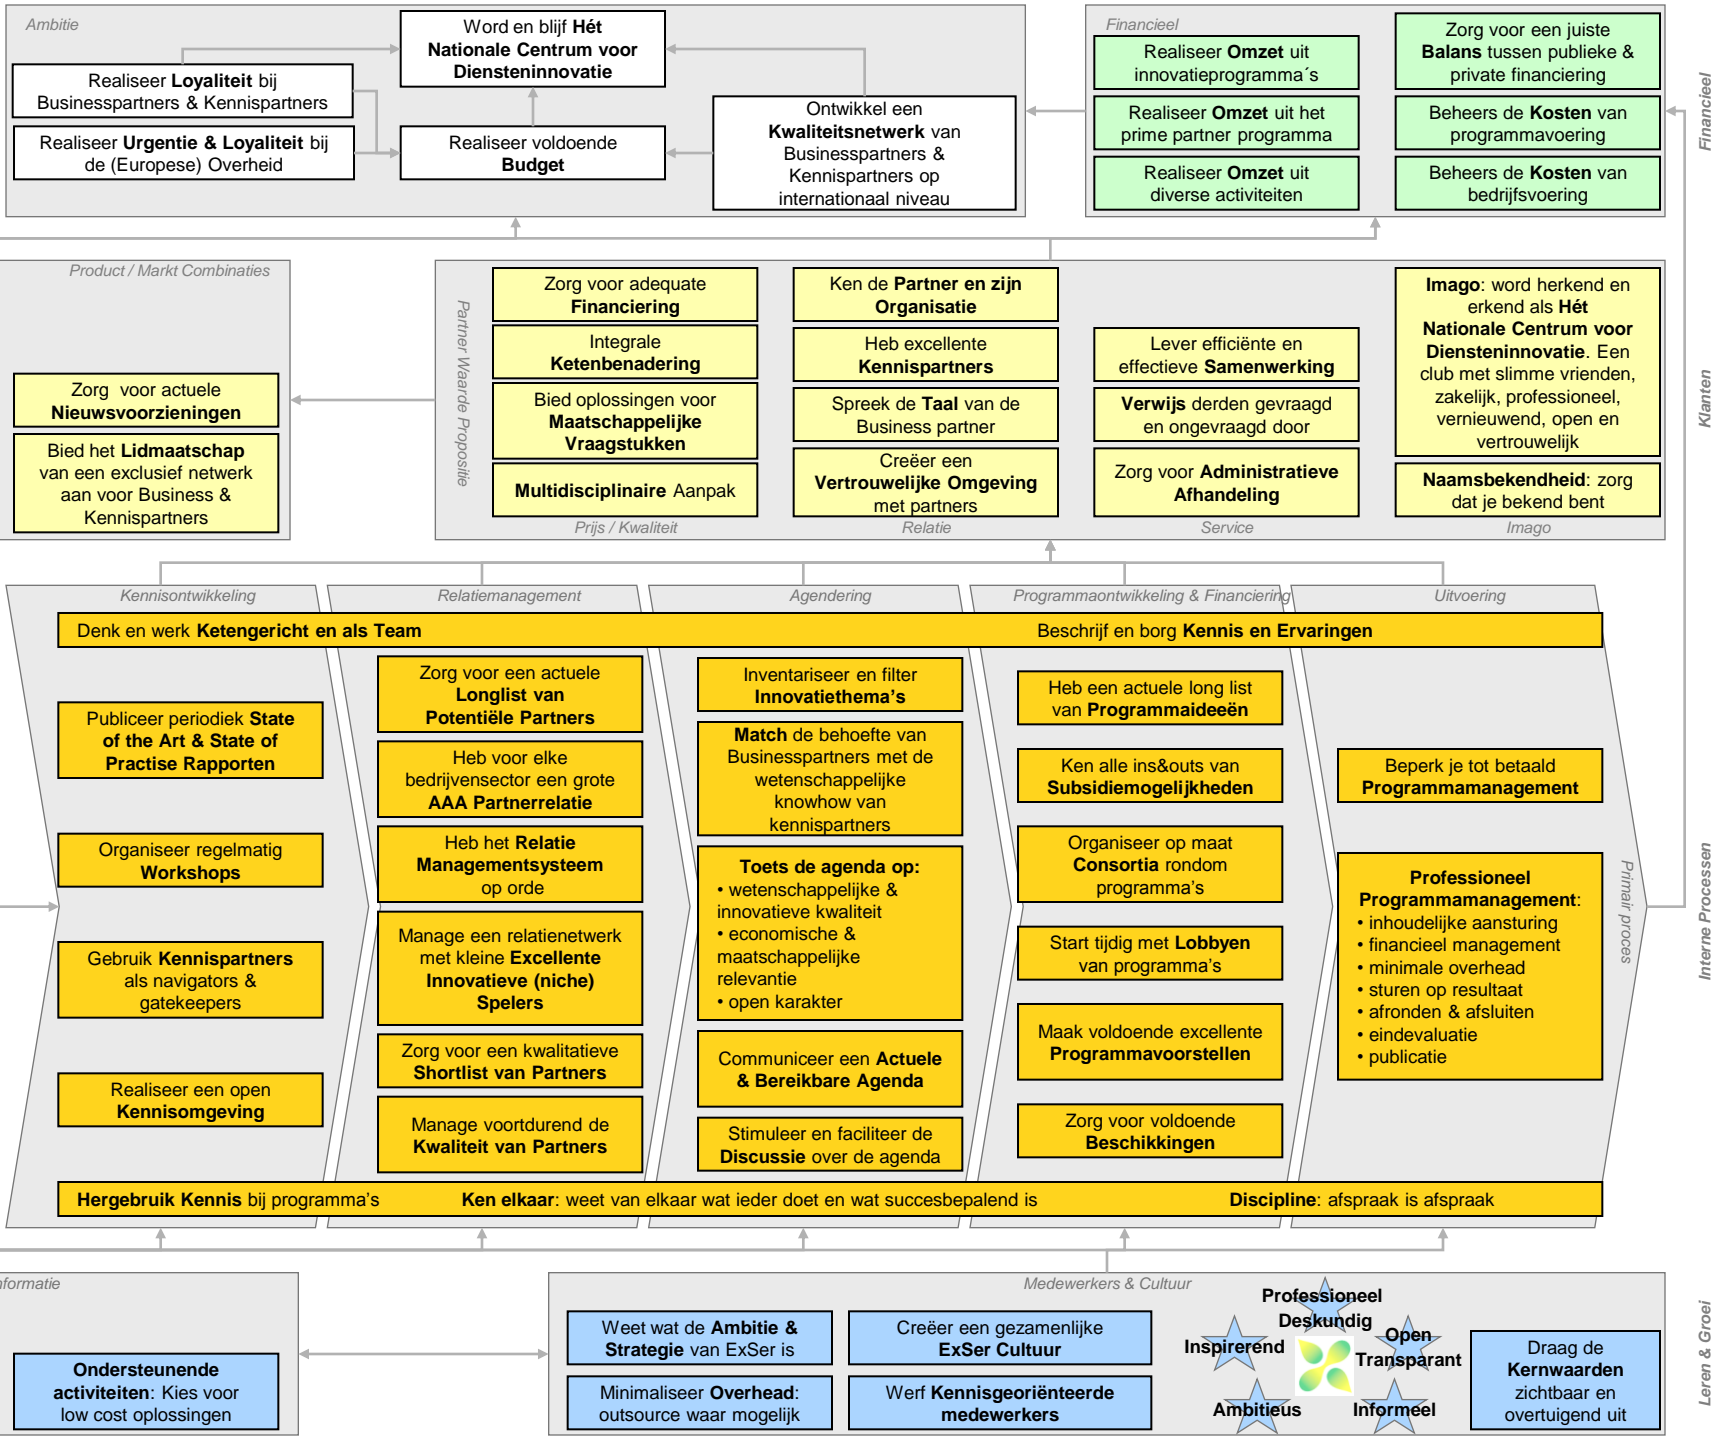 Ambitie
Word en blijf Hét
Nationale Centrum voor
Diensteninnovatie
Realiseer Loyaliteit bij
Businesspartners & Kennispartners
Realiseer Urgentie & Loyaliteit bij
de (Europese) Overheid
Realiseer voldoende
Budget
Ontwikkel een
Kwaliteitsnetwerk van
Businesspartners &
Kennispartners op
internationaal niveau
Financieel
Realiseer Omzet uit
innovatieprogramma´s
Realiseer Omzet uit het
prime partner programma
Realiseer Omzet uit
diverse activiteiten
Zorg voor een juiste
Balans tussen publieke &
private financiering
Beheers de Kosten van
programmavoering
Beheers de Kosten van
bedrijfsvoering
Financieel
Product / Markt Combinaties
Zorg voor actuele
Nieuwsvoorzieningen
Bied het Lidmaatschap
van een exclusief netwerk
aan voor Business &
Kennispartners
Partner Waarde Propositie
Zorg voor adequate
Financiering
Integrale
Ketenbenadering
Bied oplossingen voor
Maatschappelijke
Vraagstukken
Multidisciplinaire Aanpak
Prijs / Kwaliteit
Ken de Partner en zijn
Organisatie
Heb excellente
Kennispartners
Spreek de Taal van de
Business partner
Creëer een
Vertrouwelijke Omgeving
met partners
Relatie
Lever efficiënte en
effectieve Samenwerking
Verwijs derden gevraagd
en ongevraagd door
Zorg voor Administratieve
Afhandeling
Service
Imago: word herkend en
erkend als Hét
Nationale Centrum voor
Diensteninnovatie. Een
club met slimme vrienden,
zakelijk, professioneel,
vernieuwend, open en
vertrouwelijk
Naamsbekendheid: zorg
dat je bekend bent
Imago
Klanten
Kennisontwikkeling
Relatiemanagement
Agendering
Programmaontwikkeling & Financiering
Uitvoering
Denk en werk Ketengericht en als Team
Beschrijf en borg Kennis en Ervaringen
Publiceer periodiek State
of the Art & State of
Practise Rapporten
Organiseer regelmatig
Workshops
Gebruik Kennispartners
als navigators &
gatekeepers
Realiseer een open
Kennisomgeving
Zorg voor een actuele
Longlist van
Potentiële Partners
Heb voor elke
bedrijvensector een grote
AAA Partnerrelatie
Heb het Relatie
Managementsysteem
op orde
Manage een relatienetwerk
met kleine Excellente
Innovatieve (niche)
Spelers
Zorg voor een kwalitatieve
Shortlist van Partners
Manage voortdurend de
Kwaliteit van Partners
Inventariseer en filter
Innovatiethema’s
Match de behoefte van
Businesspartners met de
wetenschappelijke
knowhow van
kennispartners
Toets de agenda op:
• wetenschappelijke &
innovatieve kwaliteit
• economische &
maatschappelijke
relevantie
• open karakter
Communiceer een Actuele
& Bereikbare Agenda
Stimuleer en faciliteer de
Discussie over de agenda
Heb een actuele long list
van Programmaideeën
Ken alle ins&outs van
Subsidiemogelijkheden
Organiseer op maat
Consortia rondom
programma’s
Start tijdig met Lobbyen
van programma’s
Maak voldoende excellente
Programmavoorstellen
Zorg voor voldoende
Beschikkingen
Beperk je tot betaald
Programmamanagement
Professioneel
Programmamanagement:
• inhoudelijke aansturing
• financieel management
• minimale overhead
• sturen op resultaat
• afronden & afsluiten
• eindevaluatie
• publicatie
Primair proces
Interne Processen
Hergebruik Kennis bij programma’s
Ken elkaar: weet van elkaar wat ieder doet en wat succesbepalend is
Discipline: afspraak is afspraak
nformatie
Ondersteunende
activiteiten: Kies voor
low cost oplossingen
Medewerkers & Cultuur
Weet wat de Ambitie &
Strategie van ExSer is
Minimaliseer Overhead:
outsource waar mogelijk
Creëer een gezamenlijke
ExSer Cultuur
Werf Kennisgeoriënteerde
medewerkers
Professioneel
Deskundig
Inspirerend
Open
Transparant
Ambitieus
Informeel
Draag de
Kernwaarden
zichtbaar en
overtuigend uit
Leren & Groei